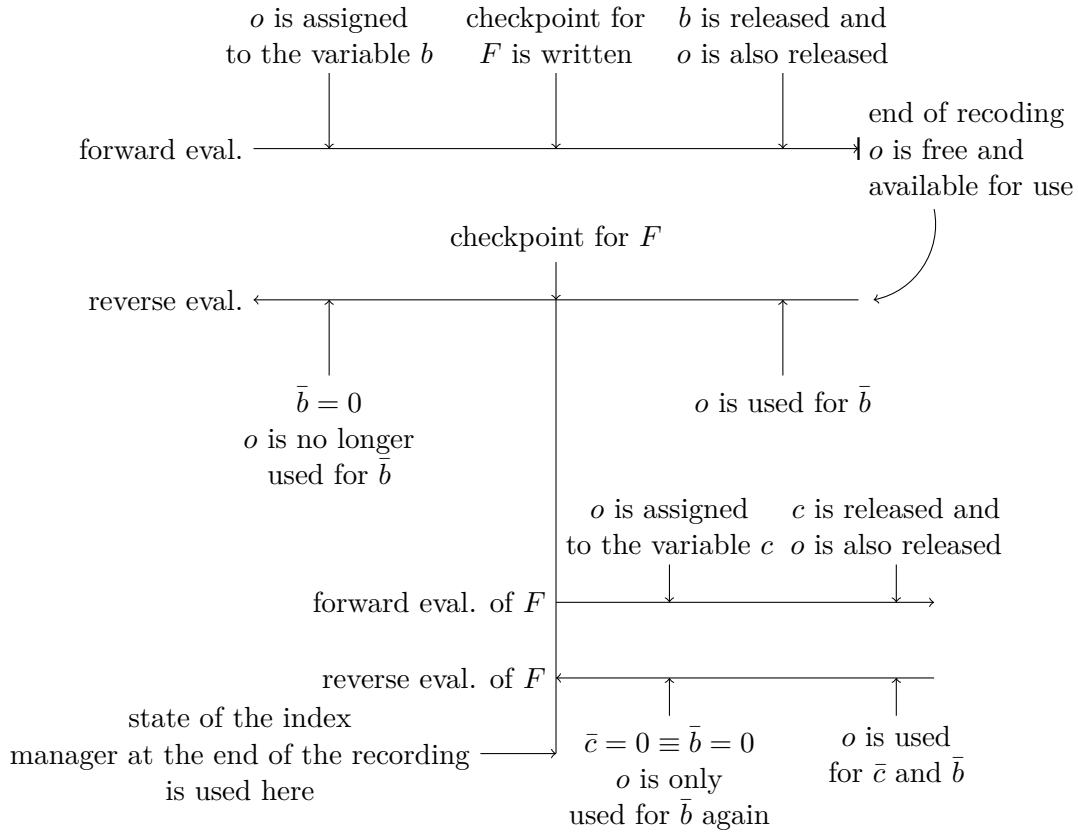 o is assigned
to the variable b
checkpoint for
F is written
b is released and
o is also released
end of recoding
o is free and
available for use
forward eval.
checkpoint for F
reverse eval.
b̄ = 0
o is no longer
used for b̄
o is used for b̄
o is assigned
to the variable c
c is released and
o is also released
forward eval. of F
reverse eval. of F
state of the index
manager at the end of the recording
is used here
c̄ = 0 ≡ b̄ = 0
o is only
used for b̄ again
o is used
for c̄ and b̄